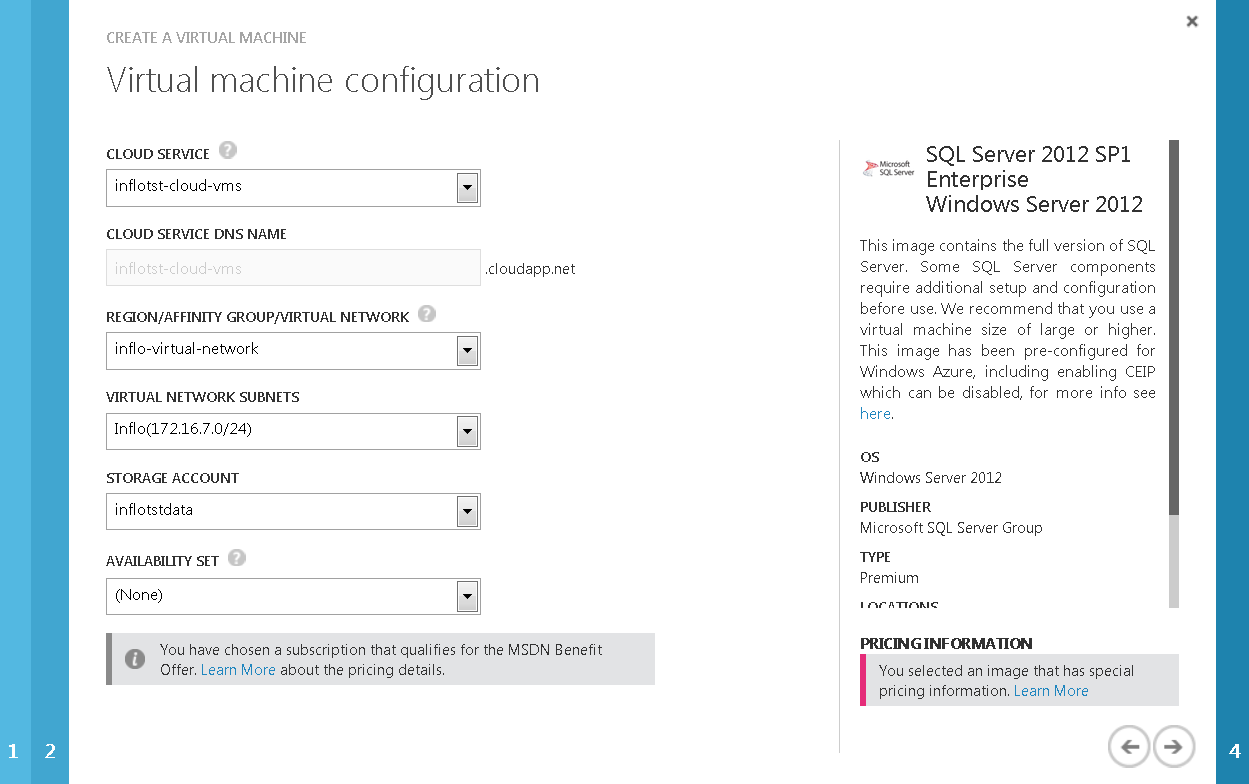 CREATE A VIRTUAL MACHINE
Virtual machine configuration
CLOUD SERVICE ?
inflotst-cloud-vms
CLOUD SERVICE DNS NAME
inflotst-cloud-vms .cloudapp.net
REGION/AFFINITY GROUP/VIRTUAL NETWORK ?
inflo-virtual-network
VIRTUAL NETWORK SUBNETS
Inflo(172.16.7.0/24)
STORAGE ACCOUNT
inflotstdata
AVAILABILITY SET ?
(None)
You have chosen a subscription that qualifies for the MSDN Benefit
Offer. Learn More about the pricing details.
Microsoft
SQL Server
SQL Server 2012 SP1
Enterprise
Windows Server 2012
This image contains the full version of SQL
Server. Some SQL Server components
require additional setup and configuration
before use. We recommend that you use a
virtual machine size of large or higher.
This image has been pre-configured for
Windows Azure, including enabling CEIP
which can be disabled, for more info see
here.
OS
Windows Server 2012
PUBLISHER
Microsoft SQL Server Group
TYPE
Premium
LOCATIONS
PRICING INFORMATION
You selected an image that has special
pricing information. Learn More
1
2
4